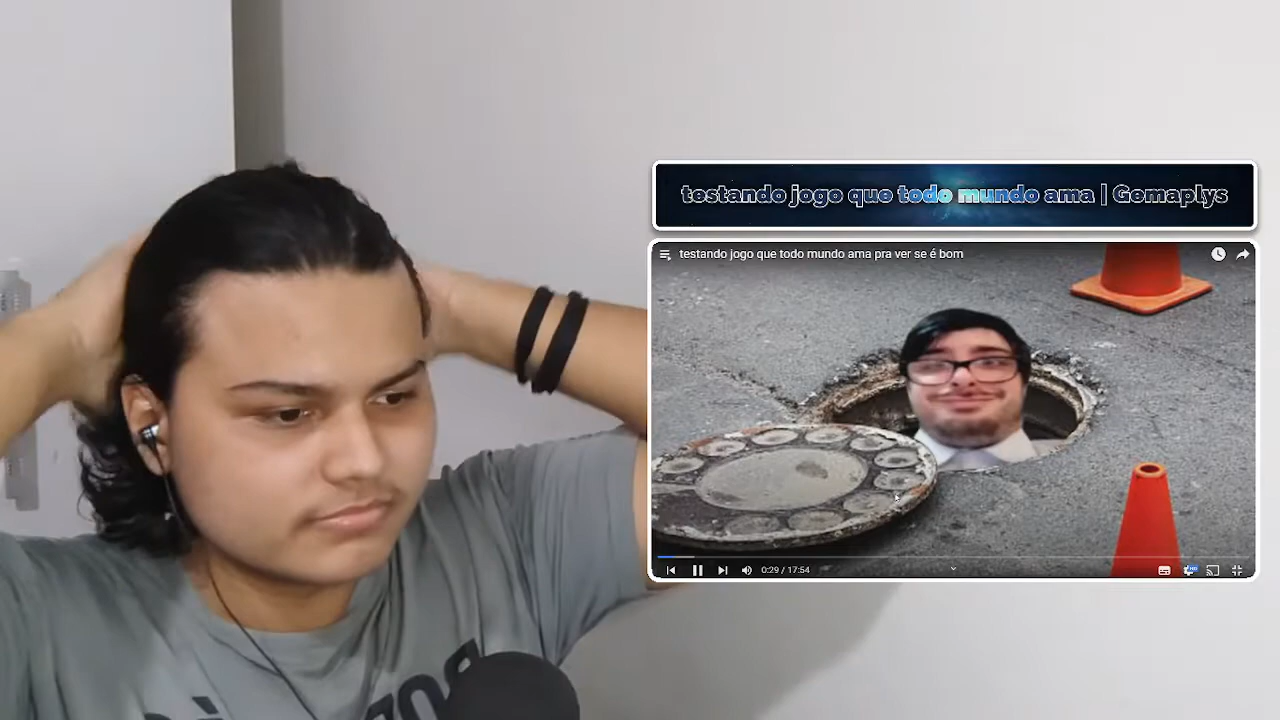 testando jogo que todo mundo ama | Gemaplys
testando jogo que todo mundo ama pra ver se é bom
0:29 / 17:54